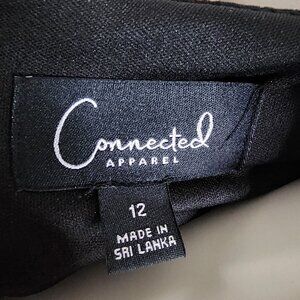 Connected
APPAREL
12
MADE IN
SRI LANKA